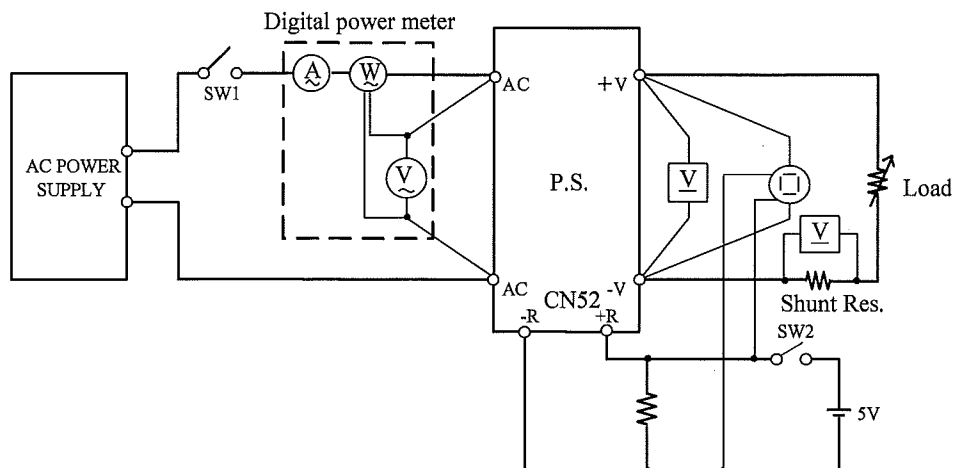 Digital power meter
SW1
A
W
AC
+V
AC POWER
SUPPLY
V
P.S.
V
Load
V
AC
-V
CN52
Shunt Res.
-R
+R
SW2
5V